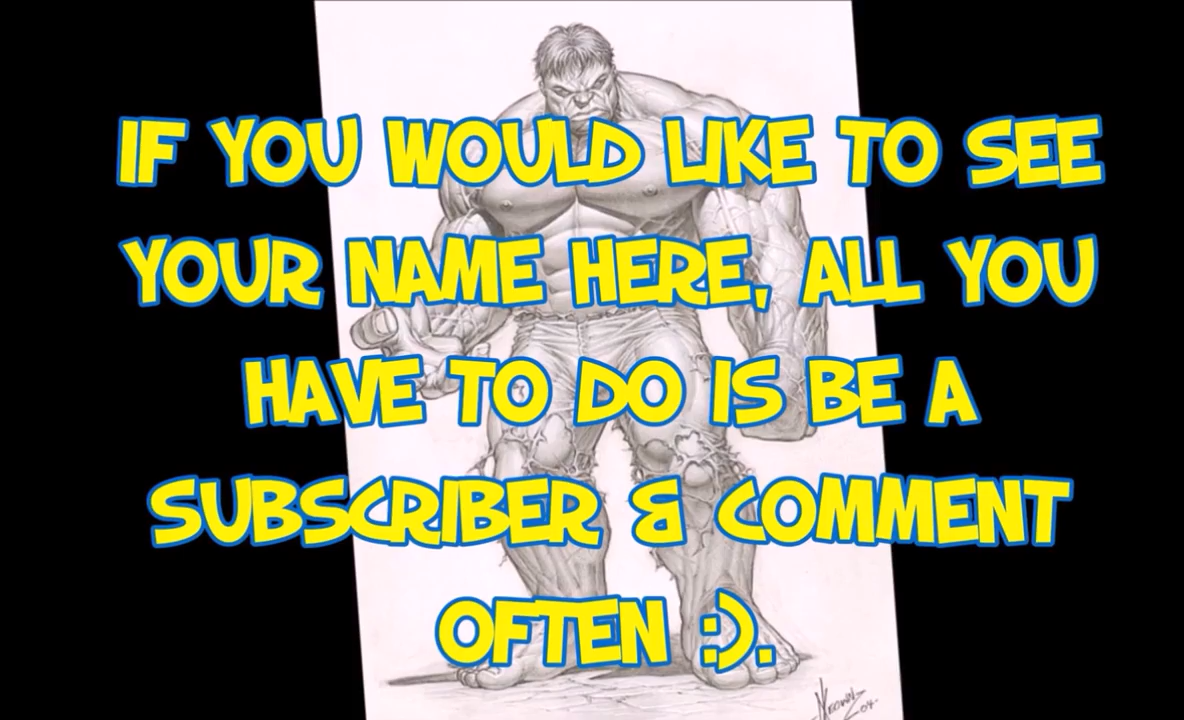 IF YOU WOULD LIKE TO SEE
YOUR NAME HERE, ALL YOU
HAVE TO DO IS BE A
SUBSCRIBER & COMMENT
OFTEN :).